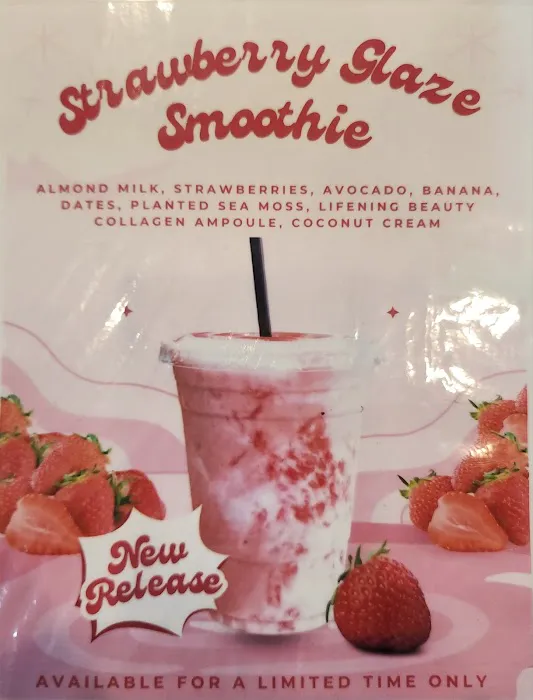 Strawberry Glaze
Smoothie
ALMOND MILK, STRAWBERRIES, AVOCADO, BANANA,
DATES, PLANTED SEA MOSS, LIFENING BEAUTY
COLLAGEN AMPOULE, COCONUT CREAM
New
Release
AVAILABLE FOR A LIMITED TIME ONLY